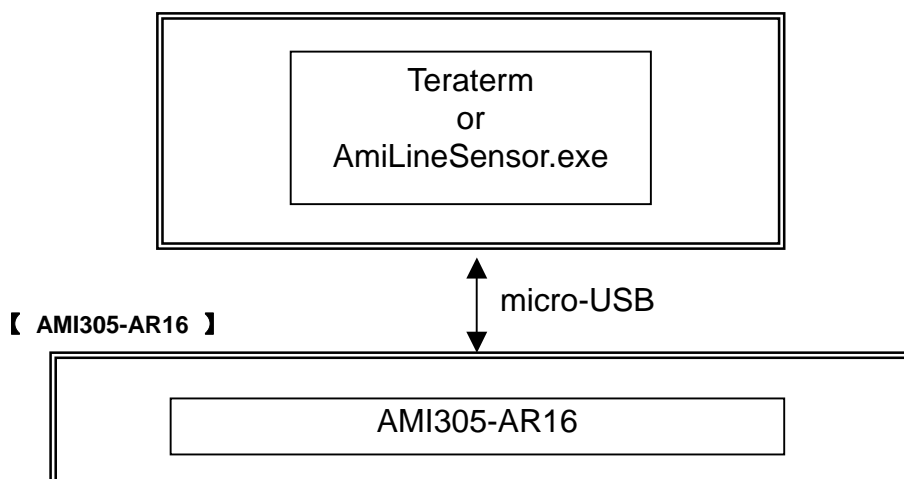 Teraterm
or
AmiLineSensor.exe
micro-USB
【 AMI305-AR16 】
AMI305-AR16